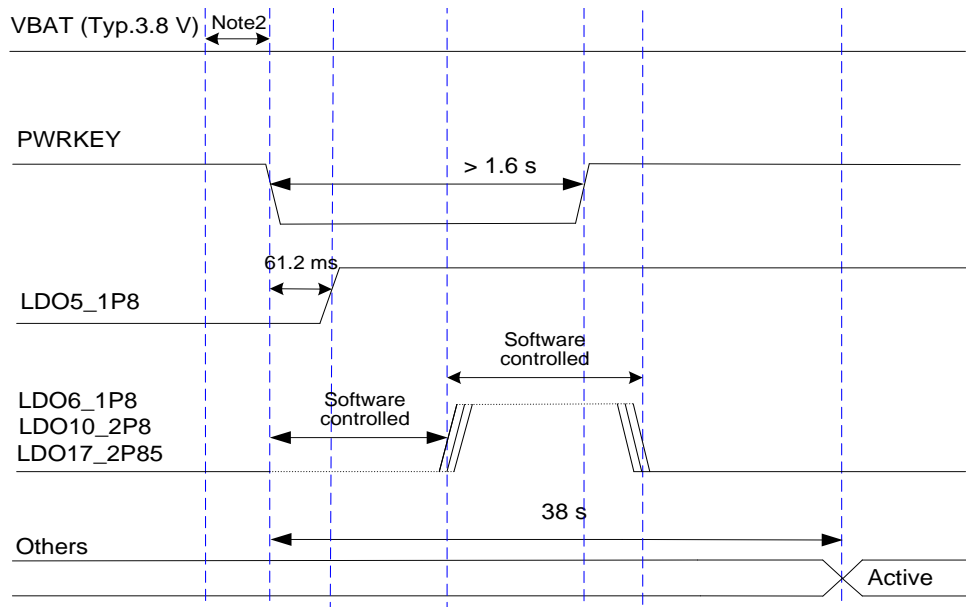 VBAT (Typ.3.8 V)
Note2
PWRKEY
> 1.6 s
61.2 ms
LDO5_1P8
Software
controlled
LDO6_1P8
LDO10_2P8
LDO17_2P85
Software
controlled
38 s
Others
Active